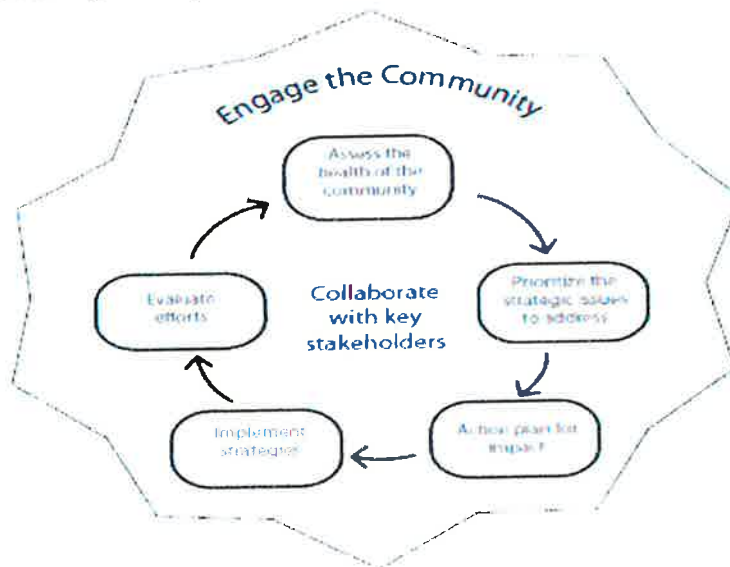 Engage the Community
Assess the
health of the
community
Prioritize the
strategic issues
to address
Collaborate
with key
stakeholders
Evaluate
efforts
Implement
strategies
Action plan for
impact